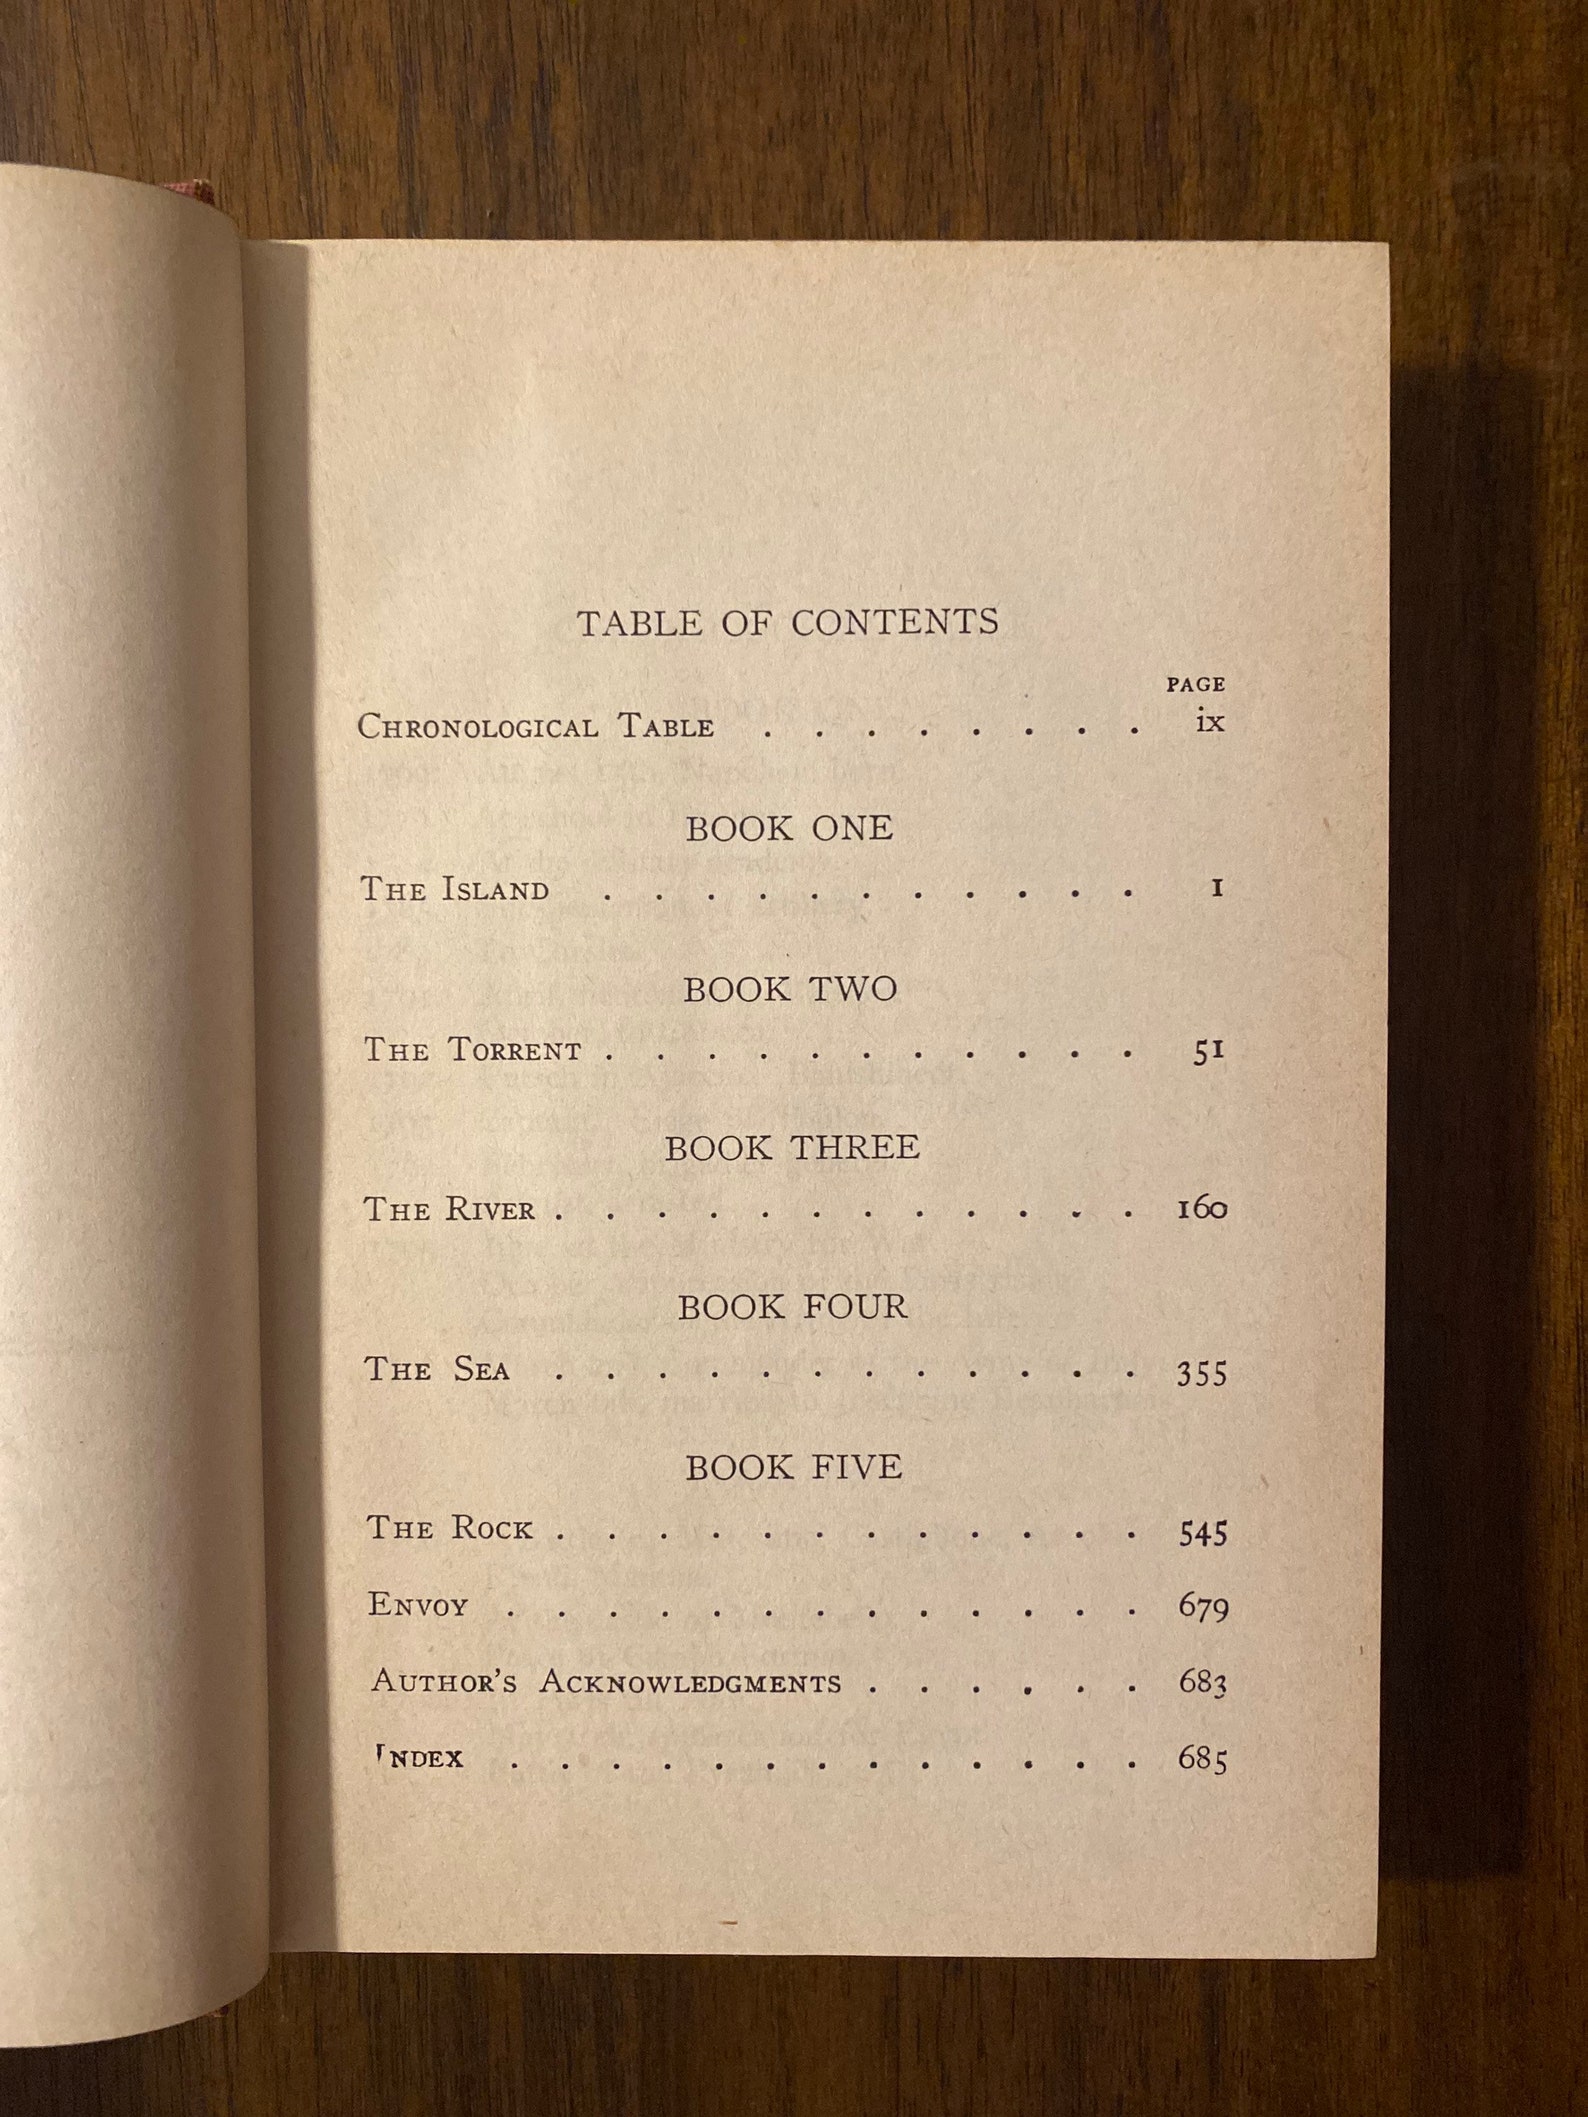 TABLE OF CONTENTS
PAGE
CHRONOLOGICAL TABLE . . . . . . . . ix
BOOK ONE
THE ISLAND . . . . . . . . . . . 1
BOOK TWO
THE TORRENT . . . . . . . . . . . 51
BOOK THREE
THE RIVER . . . . . . . . . . . . 160
BOOK FOUR
THE SEA . . . . . . . . . . . . 355
BOOK FIVE
THE ROCK . . . . . . . . . . . . 545
ENVOY . . . . . . . . . . . . . 679
AUTHOR'S ACKNOWLEDGMENTS . . . . . . 683
INDEX . . . . . . . . . . . . . 685